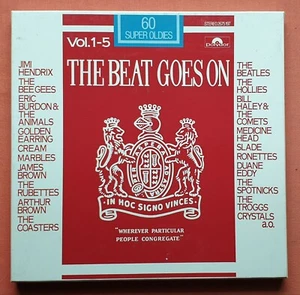 60
SUPER OLDIES
Vol.1-5
polydor
THE BEAT GOES ON
JIMI
HENDRIX
THE
BEE GEES
ERIC
BURDON &
THE
ANIMALS
GOLDEN
EARRING
CREAM
MARBLES
JAMES
BROWN
THE
RUBETTES
ARTHUR
BROWN
THE
COASTERS
THE
BEATLES
THE
HOLLIES
BILL
HALEY &
THE
COMETS
MEDICINE
HEAD
SLADE
RONETTES
DUANE
EDDY
THE
SPOTNICKS
THE
TROGGS
CRYSTALS
a.o.
IN HOC SIGNO VINCES
"WHEREVER PARTICULAR
PEOPLE CONGREGATE"